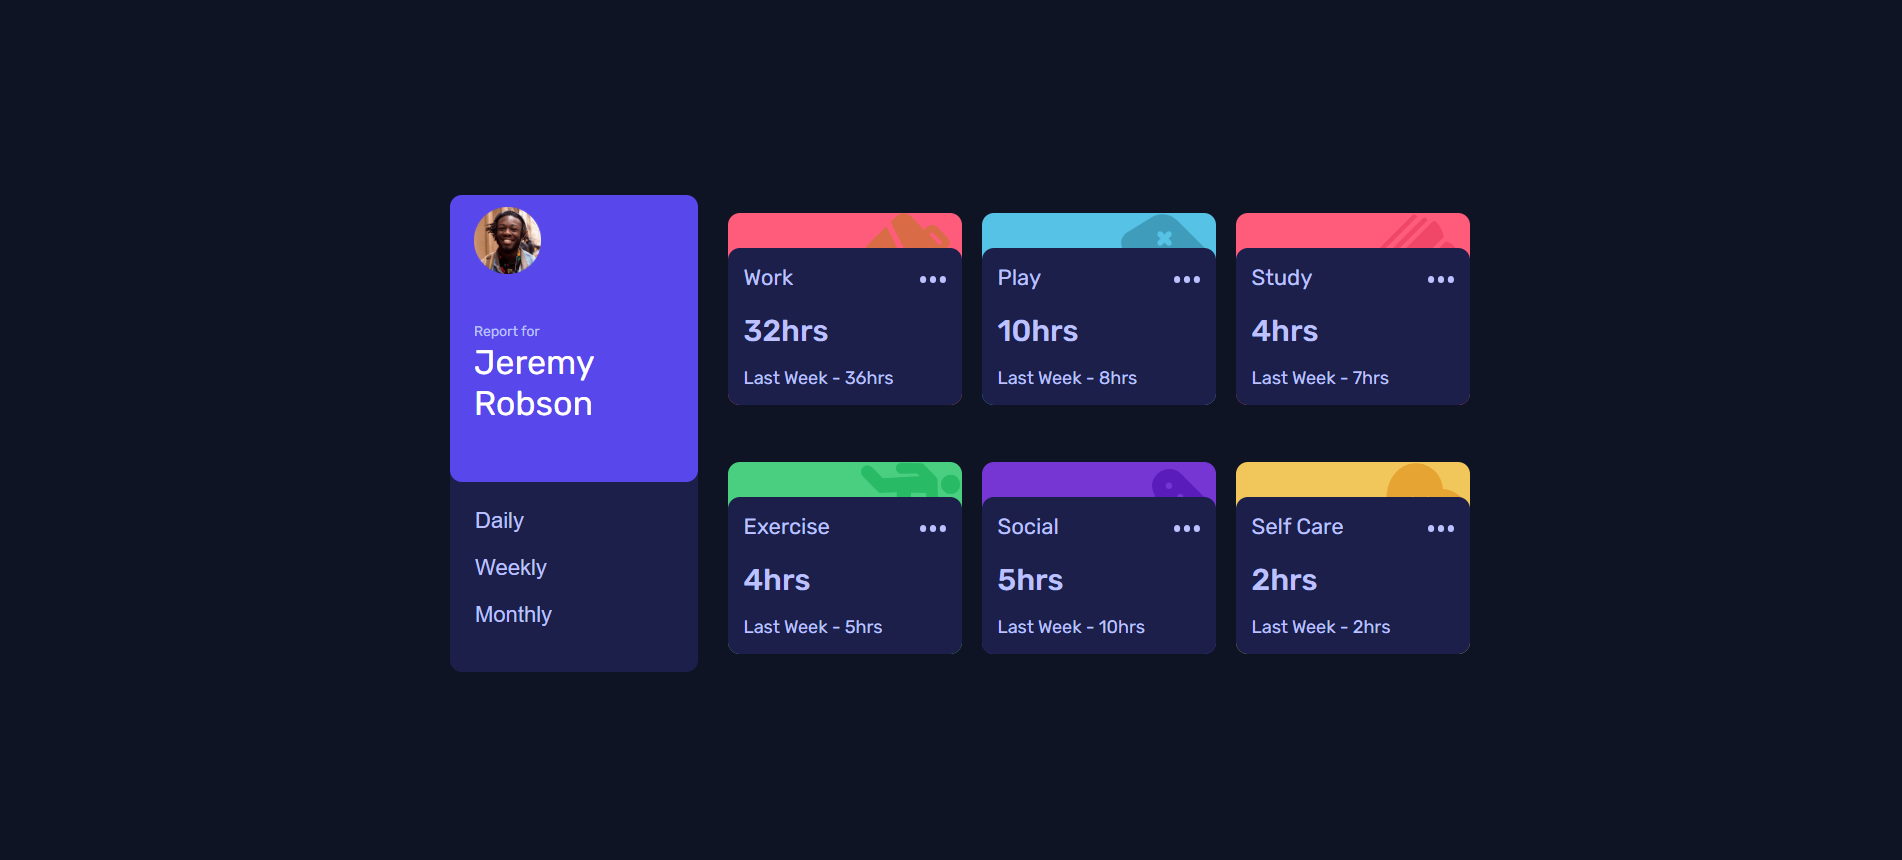 Report for
Jeremy
Robson
Daily
Weekly
Monthly
Work
32hrs
Last Week - 36hrs
Play
10hrs
Last Week - 8hrs
Study
4hrs
Last Week - 7hrs
Exercise
4hrs
Last Week - 5hrs
Social
5hrs
Last Week - 10hrs
Self Care
2hrs
Last Week - 2hrs